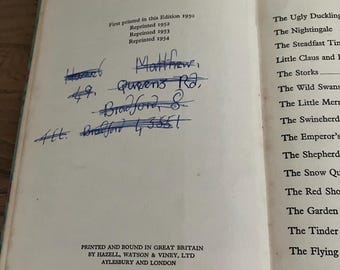 First printed in this Edition 1950
Reprinted 1952
Reprinted 1953
Reprinted 1954
Matthew,
49, Queens Rd,
Bradford, 8.
Bradford 43551
PRINTED AND BOUND IN GREAT BRITAIN
BY HAZELL, WATSON & VINEY, LTD
AYLESBURY AND LONDON
The Ugly Duckling
The Nightingale
The Steadfast Tin
Little Claus and
The Storks
The Wild Swans
The Little Mer
The Swineherd
The Emperor's
The Shepherd
The Snow Qu
The Red Sho
The Garden
The Tinder
The Flying